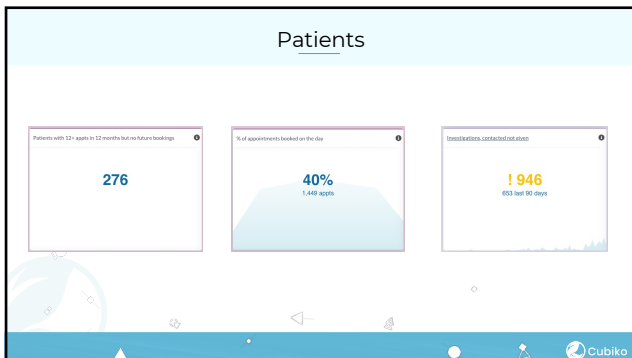 Patients
Patients with 12+ appts in 12 months but no future bookings
276
% of appointments booked on the day
40%
1,449 appts
Investigations, contacted not given
! 946
653 last 90 days
Cubiko